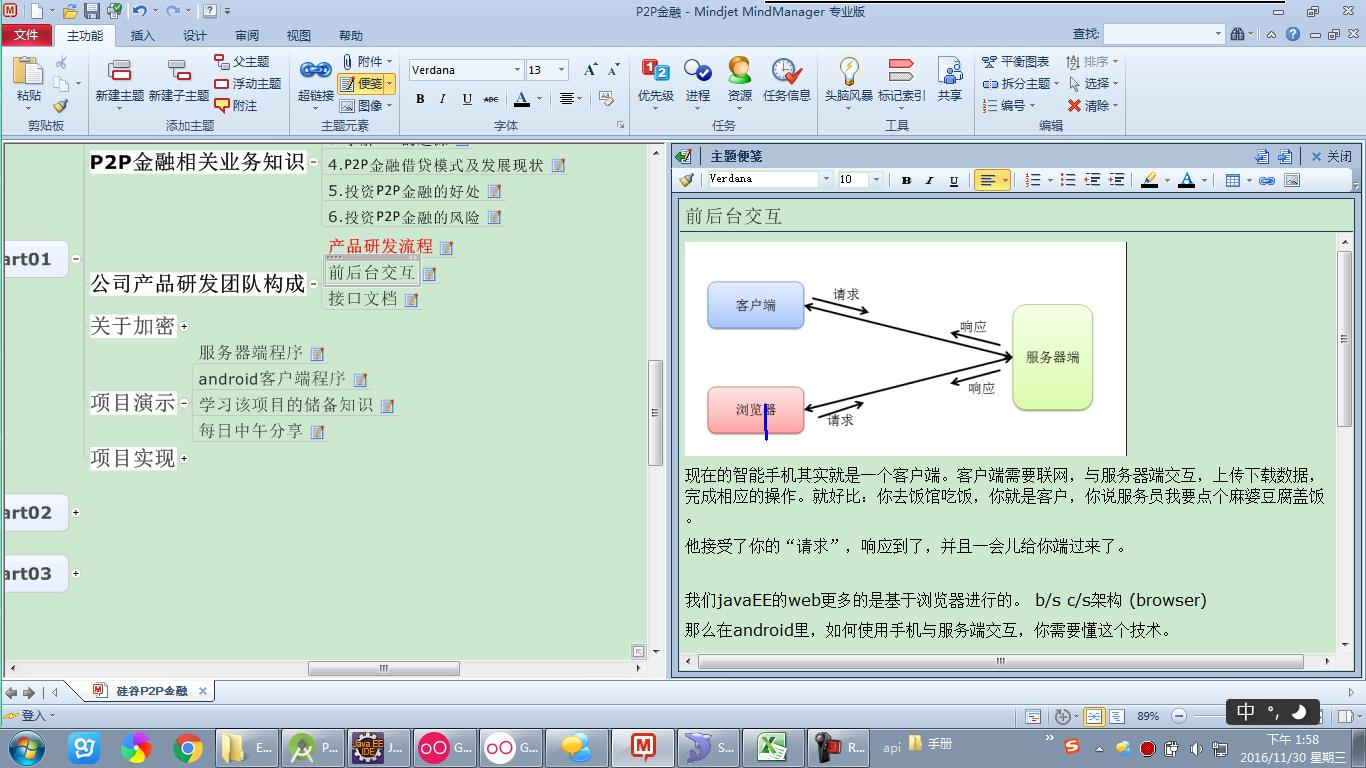 P2P金融 - Mindjet MindManager 专业版
文件 主功能 插入 设计 审阅 视图 帮助 查找:
粘贴 新建主题 新建子主题 父主题 浮动主题 附注 超链接 附件 便笺 图像
Verdana 13
B I U ABC A
优先级 进程 资源 任务信息 头脑风暴 标记索引 共享 平衡图表 拆分主题 编号 排序 选择 清除
剪贴板 添加主题 主题元素 字体 任务 工具 编辑
P2P金融相关业务知识
4.P2P金融借贷模式及发展现状
5.投资P2P金融的好处
6.投资P2P金融的风险
art01
产品研发流程
公司产品研发团队构成
前后台交互
接口文档
关于加密
服务器端程序
android客户端程序
项目演示
学习该项目的储备知识
每日中午分享
项目实现
art02
art03
主题便笺 关闭
Verdana 10 B I U A
前后台交互
客户端
请求
响应
服务器端
响应
浏览器
请求
现在的智能手机其实就是一个客户端。客户端需要联网，与服务器端交互，上传下载数据，
完成相应的操作。就好比：你去饭馆吃饭，你就是客户，你说服务员我要点个麻婆豆腐盖饭
。
他接受了你的“请求”，响应到了，并且一会儿给你端过来了。
我们javaEE的web更多的是基于浏览器进行的。 b/s c/s架构 (browser)
那么在android里，如何使用手机与服务端交互，你需要懂这个技术。
硅谷P2P金融
登入 89% 中 °,
E... P... Java EE IDE J... G... G... S... R... api 手册
下午 1:58
2016/11/30 星期三